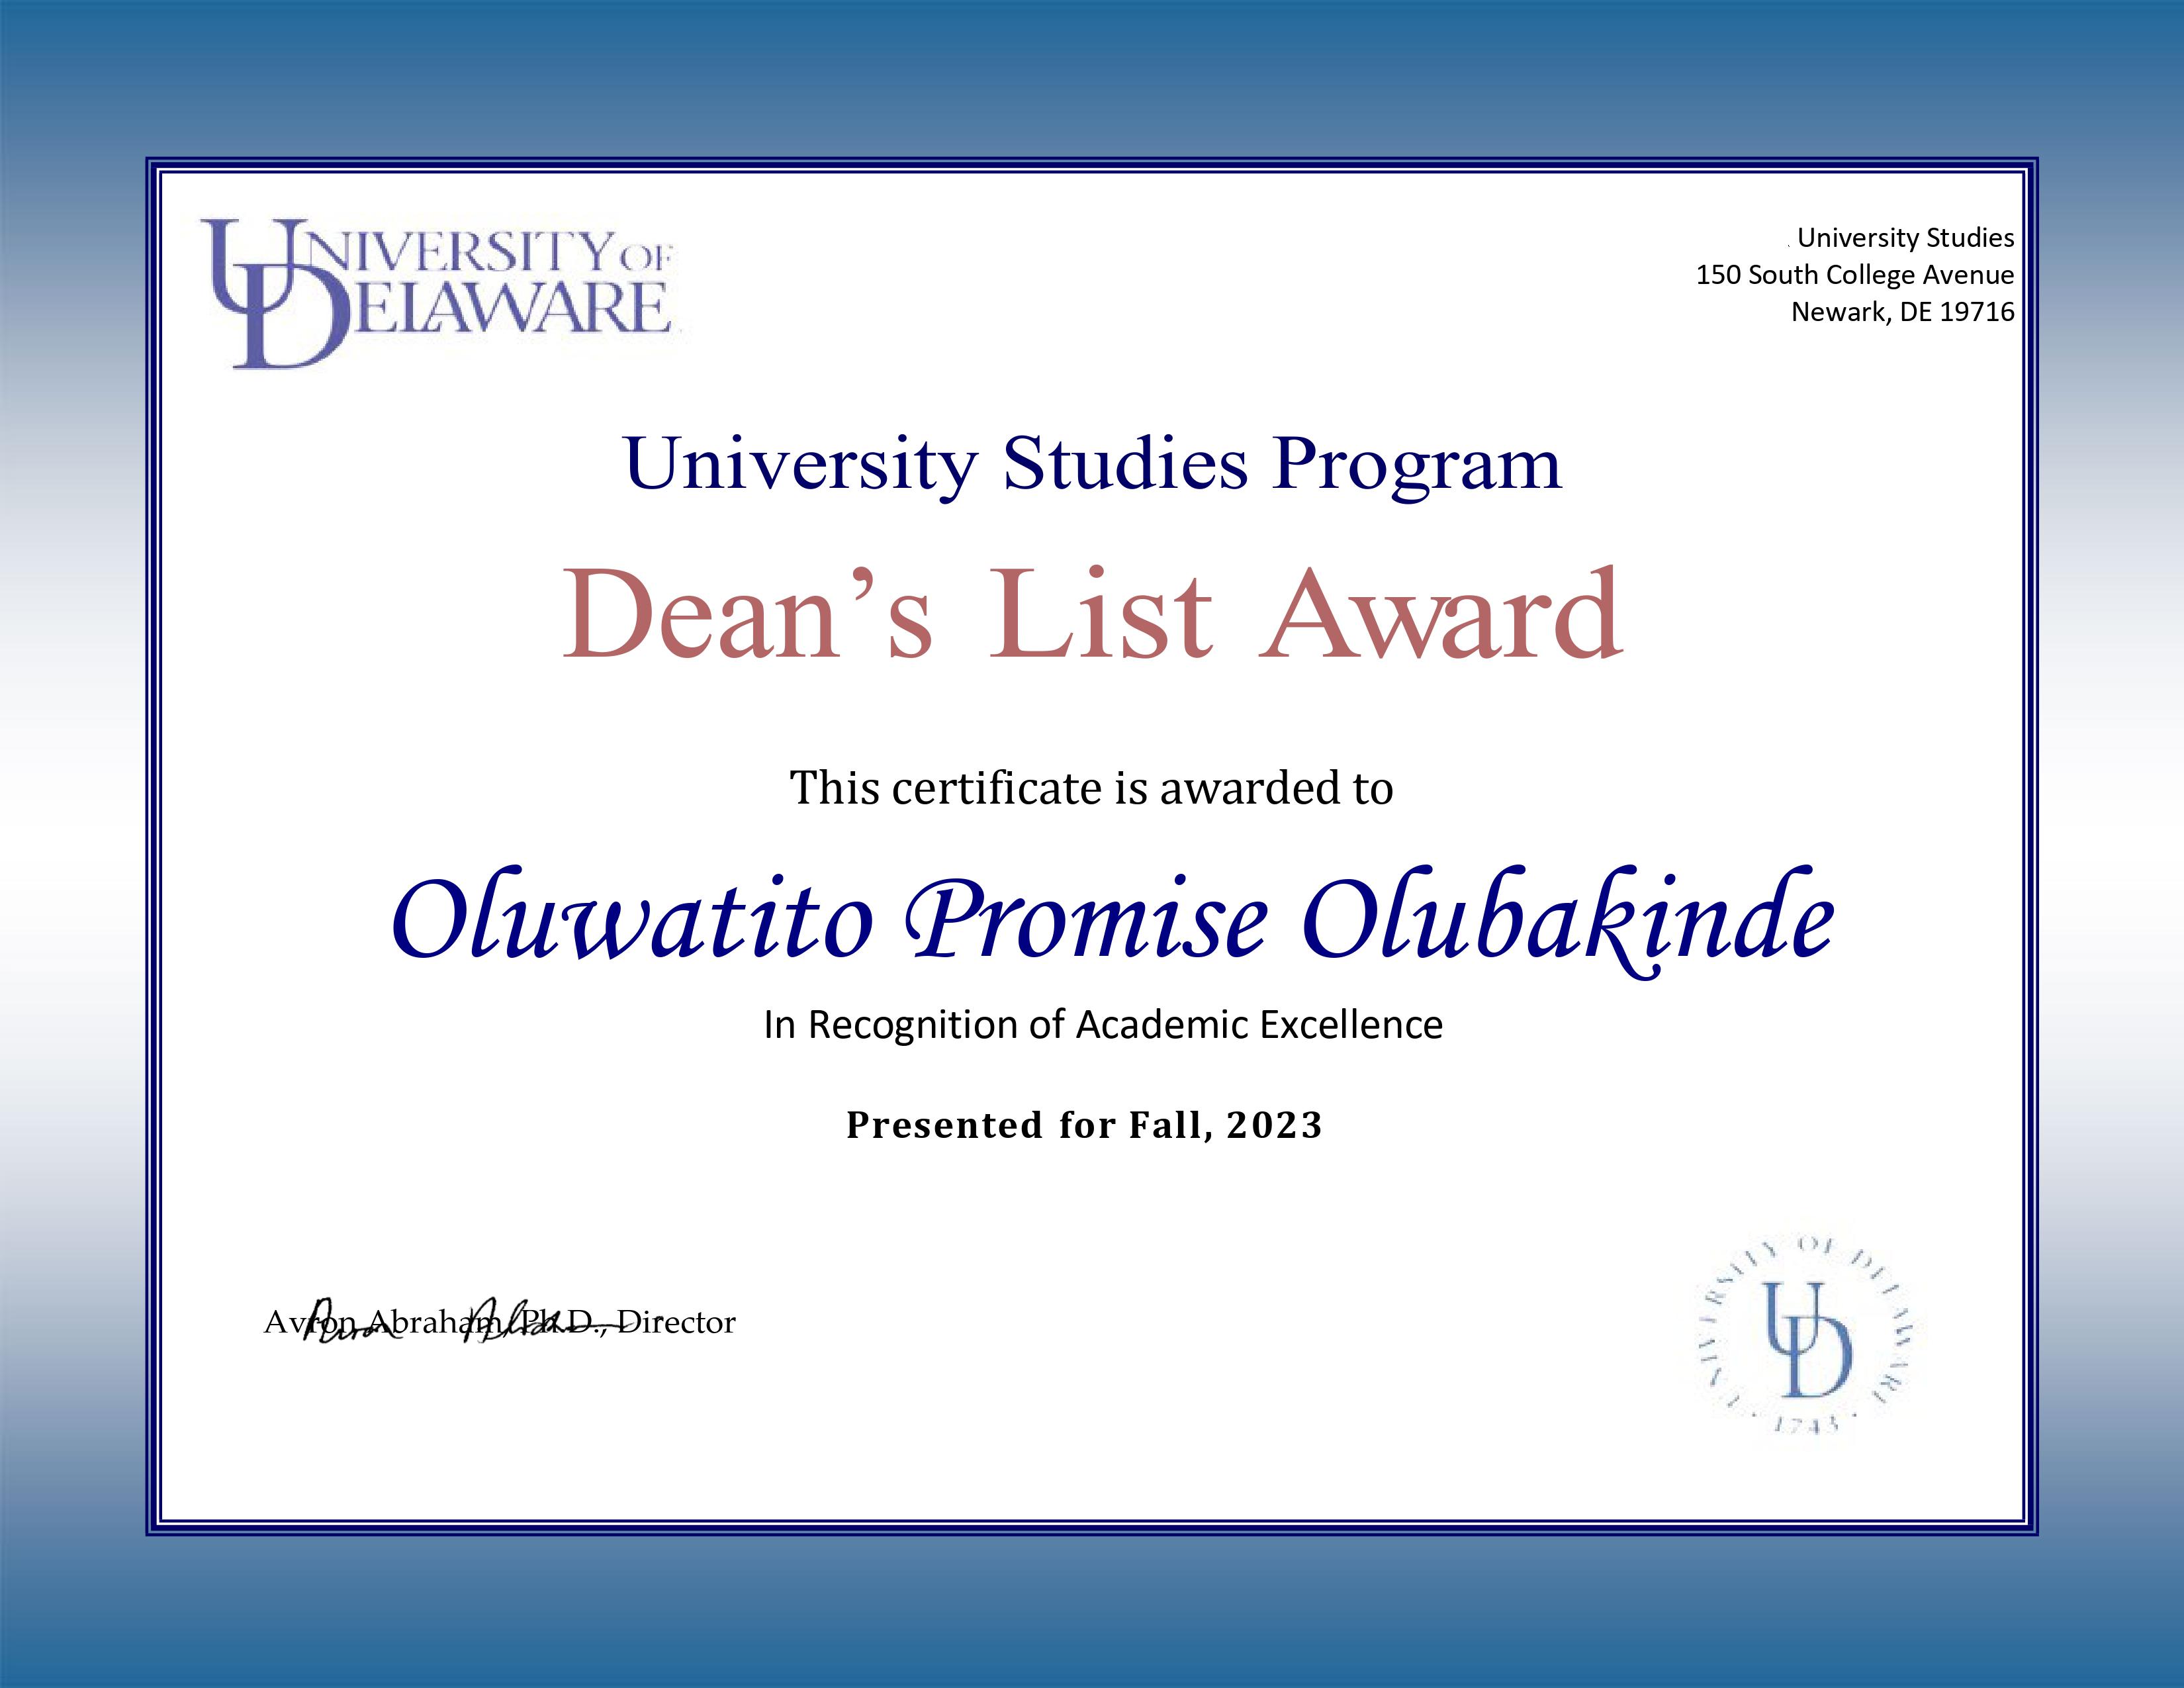 UNIVERSITY OF
DELAWARE
University Studies
150 South College Avenue
Newark, DE 19716
University Studies Program
Dean’s List Award
This certificate is awarded to
Oluwatito Promise Olubakinde
In Recognition of Academic Excellence
Presented for Fall, 2023
Avron Abraham, Ph.D., Director
UNIVERSITY OF DELAWARE
UD
· 1743 ·